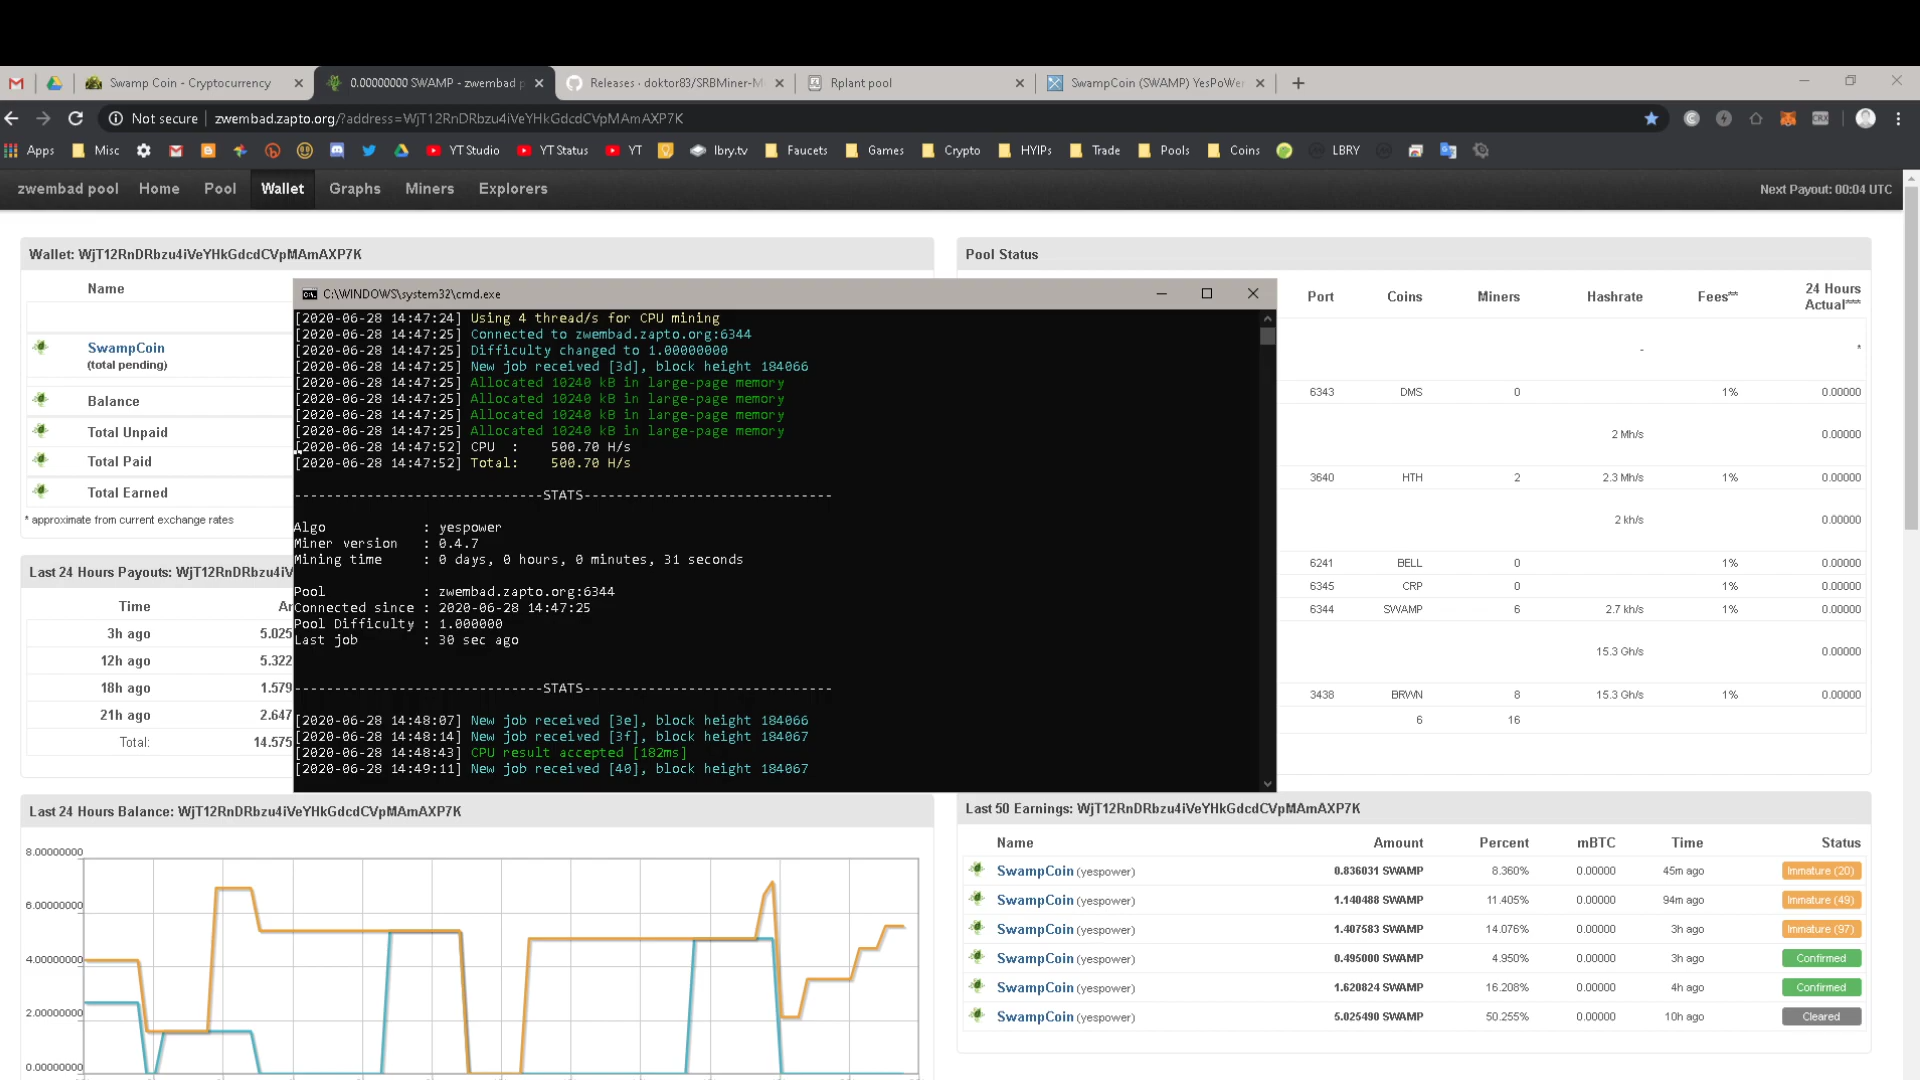 Swamp Coin - Cryptocurrency
0.00000000 SWAMP - zwembad p
Releases · doktor83/SRBMiner-M
Rplant pool
SwampCoin (SWAMP) YesPoWer
Not secure
zwembad.zapto.org/?address=WjT12RnDRbzu4iVeYHkGdcdCVpMAmAXP7K
Apps
Misc
YT Studio
YT Status
YT
lbry.tv
Faucets
Games
Crypto
HYIPs
Trade
Pools
Coins
LBRY
zwembad pool
Home
Pool
Wallet
Graphs
Miners
Explorers
Next Payout: 00:04 UTC
Wallet: WjT12RnDRbzu4iVeYHkGdcdCVpMAmAXP7K
Name
SwampCoin
(total pending)
Balance
Total Unpaid
Total Paid
Total Earned
* approximate from current exchange rates
Last 24 Hours Payouts: WjT12RnDRbzu4iV
Time
3h ago 5.025
12h ago 5.322
18h ago 1.579
21h ago 2.647
Total: 14.575
C:\WINDOWS\system32\cmd.exe
[2020-06-28 14:47:24] Using 4 thread/s for CPU mining
[2020-06-28 14:47:25] Connected to zwembad.zapto.org:6344
[2020-06-28 14:47:25] Difficulty changed to 1.00000000
[2020-06-28 14:47:25] New job received [3d], block height 184066
[2020-06-28 14:47:25] Allocated 10240 kB in large-page memory
[2020-06-28 14:47:25] Allocated 10240 kB in large-page memory
[2020-06-28 14:47:25] Allocated 10240 kB in large-page memory
[2020-06-28 14:47:25] Allocated 10240 kB in large-page memory
[2020-06-28 14:47:52] CPU : 500.70 H/s
[2020-06-28 14:47:52] Total: 500.70 H/s
-------------------------------STATS-------------------------------
Algo : yespower
Miner version : 0.4.7
Mining time : 0 days, 0 hours, 0 minutes, 31 seconds
Pool : zwembad.zapto.org:6344
Connected since : 2020-06-28 14:47:25
Pool Difficulty : 1.000000
Last job : 30 sec ago
-------------------------------STATS-------------------------------
[2020-06-28 14:48:07] New job received [3e], block height 184066
[2020-06-28 14:48:14] New job received [3f], block height 184067
[2020-06-28 14:48:43] CPU result accepted [182ms]
[2020-06-28 14:49:11] New job received [40], block height 184067
Pool Status
Port Coins Miners Hashrate Fees** 24 Hours
Actual***
- *
6343 DMS 0 1% 0.00000
2 Mh/s 0.00000
3640 HTH 2 2.3 Mh/s 1% 0.00000
2 kh/s 0.00000
6241 BELL 0 1% 0.00000
6345 CRP 0 1% 0.00000
6344 SWAMP 6 2.7 kh/s 1% 0.00000
15.3 Gh/s 0.00000
3438 BRWN 8 15.3 Gh/s 1% 0.00000
6 16
Last 24 Hours Balance: WjT12RnDRbzu4iVeYHkGdcdCVpMAmAXP7K
8.00000000
6.00000000
4.00000000
2.00000000
0.00000000
Last 50 Earnings: WjT12RnDRbzu4iVeYHkGdcdCVpMAmAXP7K
Name Amount Percent mBTC Time Status
SwampCoin (yespower) 0.836031 SWAMP 8.360% 0.00000 45m ago Immature (20)
SwampCoin (yespower) 1.140488 SWAMP 11.405% 0.00000 94m ago Immature (49)
SwampCoin (yespower) 1.407583 SWAMP 14.076% 0.00000 3h ago Immature (97)
SwampCoin (yespower) 0.495000 SWAMP 4.950% 0.00000 3h ago Confirmed
SwampCoin (yespower) 1.620824 SWAMP 16.208% 0.00000 4h ago Confirmed
SwampCoin (yespower) 5.025490 SWAMP 50.255% 0.00000 10h ago Cleared